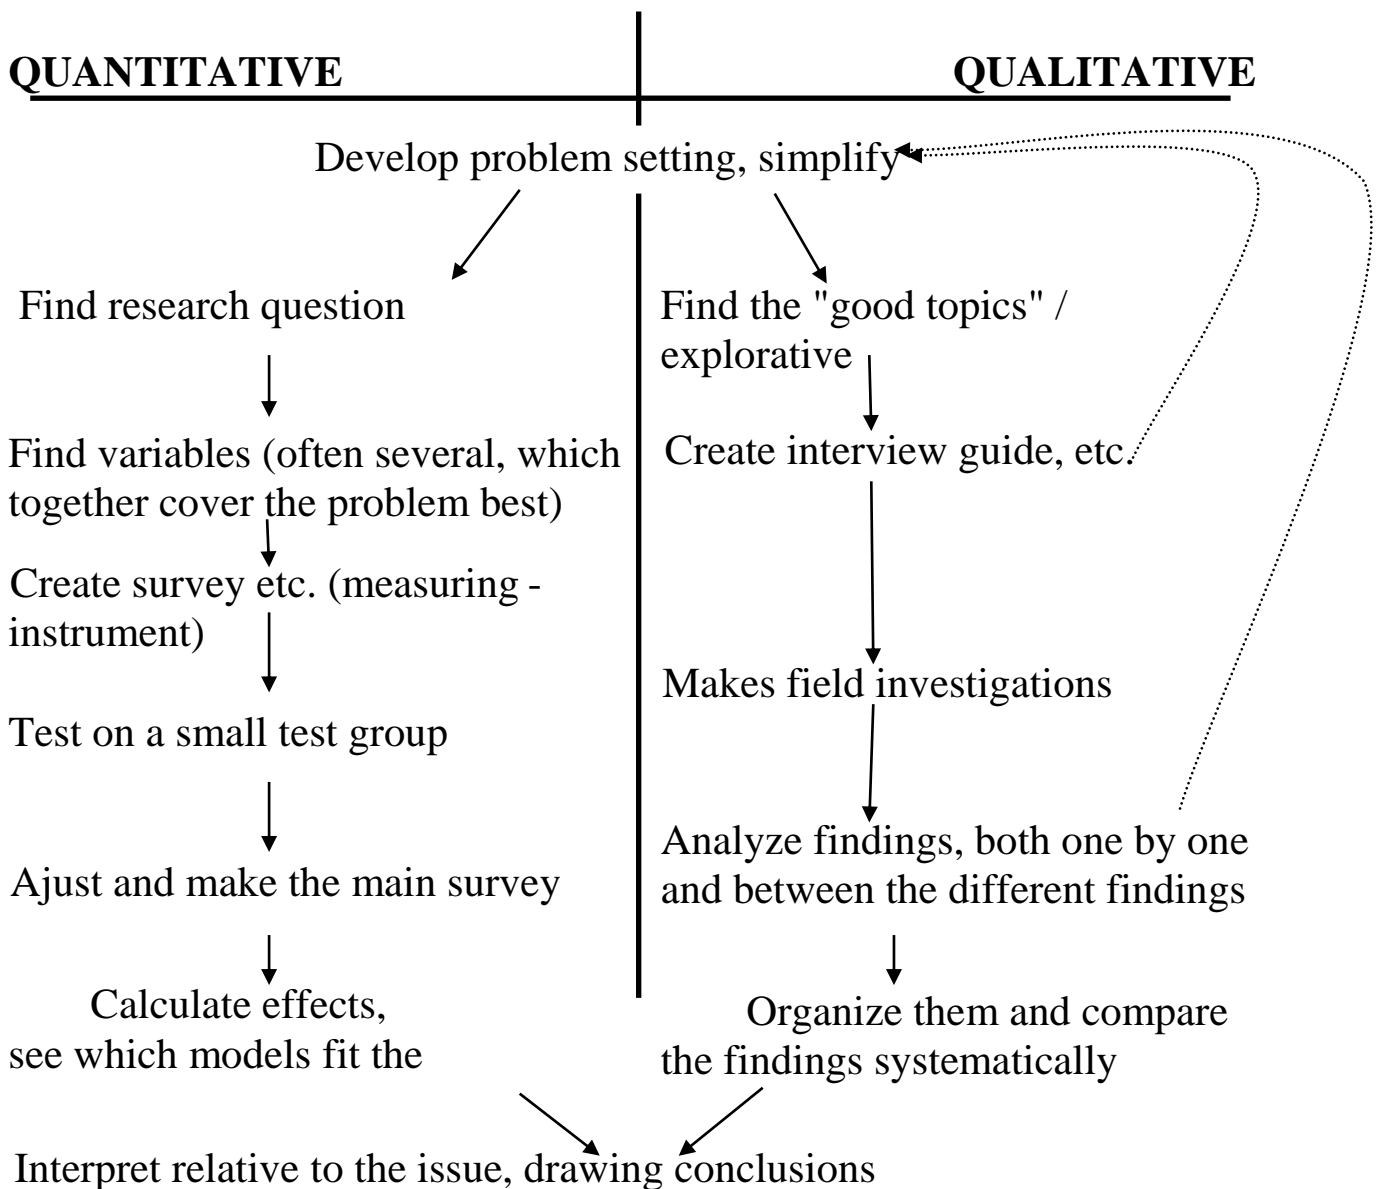 QUANTITATIVE
QUALITATIVE
Develop problem setting, simplify
Find research question
Find variables (often several, which
together cover the problem best)
Create survey etc. (measuring -
instrument)
Test on a small test group
Ajust and make the main survey
Calculate effects,
see which models fit the
Find the "good topics" /
explorative
Create interview guide, etc.
Makes field investigations
Analyze findings, both one by one
and between the different findings
Organize them and compare
the findings systematically
Interpret relative to the issue, drawing conclusions